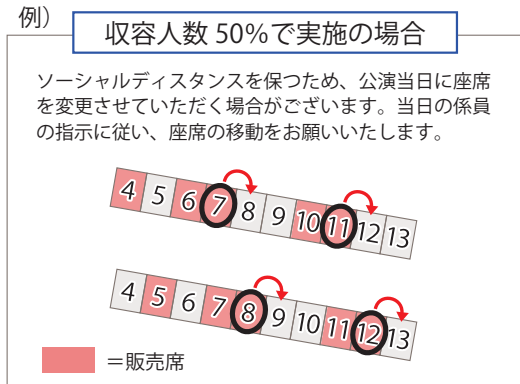 例）
収容人数 50%で実施の場合
ソーシャルディスタンスを保つため、公演当日に座席
を変更させていただく場合がございます。当日の係員
の指示に従い、座席の移動をお願いいたします。
4 5 6 7 8 9 10 11 12 13
4 5 6 7 8 9 10 11 12 13
＝販売席